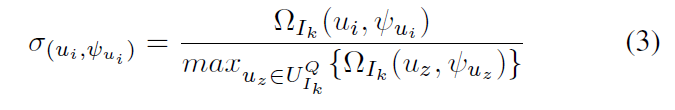 σ_{(u_i,ψ_{u_i})} = \frac{Ω_{I_k}(u_i, ψ_{u_i})}{max_{u_z ∈ U^Q_{I_k}} \{Ω_{I_k}(u_z, ψ_{u_z})\}} (3)